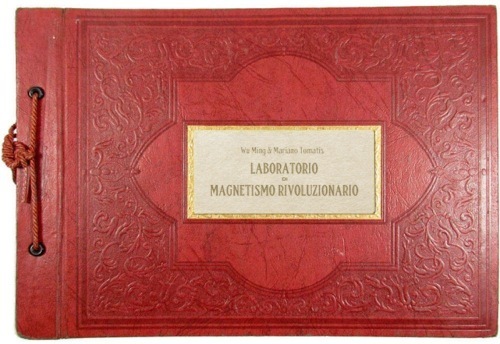 Wu Ming & Mariano Tomatis
LABORATORIO
DI
MAGNETISMO RIVOLUZIONARIO